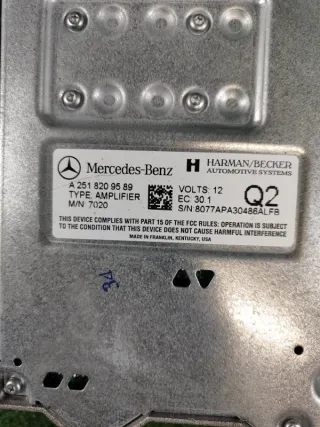 Mercedes-Benz
HARMAN/BECKER
AUTOMOTIVE SYSTEMS
A 251 820 95 89
TYPE: AMPLIFIER
M/N: 7020
VOLTS: 12
EC: 30.1
Q2
S/N:8077APA30486ALFB
THIS DEVICE COMPLIES WITH PART 15 OF THE FCC RULES: OPERATION IS SUBJECT
TO THE CONDITION THAT THIS DEVICE DOES NOT CAUSE HARMFUL INTERFERENCE
MADE IN FRANKLIN, KENTUCKY, USA